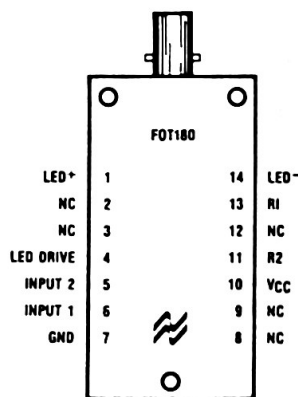 FOT180
LED+ 1 14 LED-
NC 2 13 RI
NC 3 12 NC
LED DRIVE 4 11 R2
INPUT 2 5 10 VCC
INPUT 1 6 9 NC
GND 7 8 NC